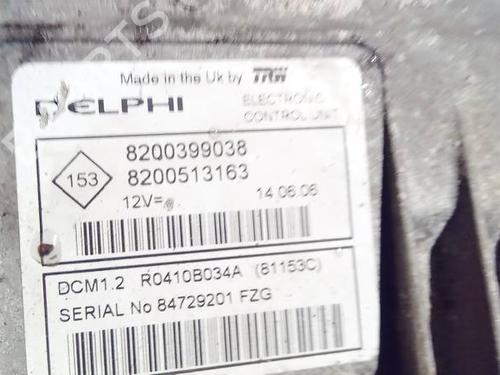 Made in the Uk by TRW
DELPHI
ELECTRONIC
CONTROL UNIT
153
8200399038
8200513163
12V=
14.06.06
DCM1.2 R0410B034A (81153C)
SERIAL No 84729201 FZG